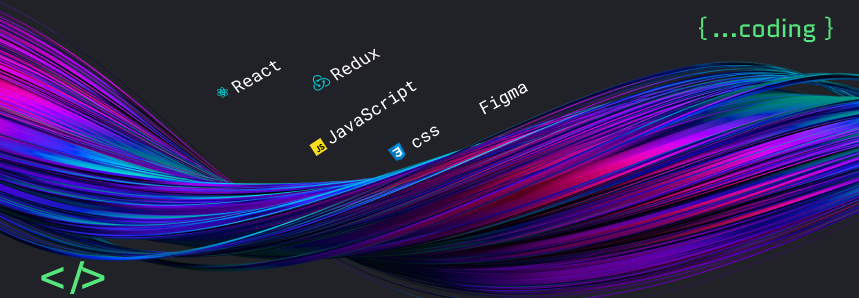 {...coding }
React
Redux
JavaScript
Figma
css
</>